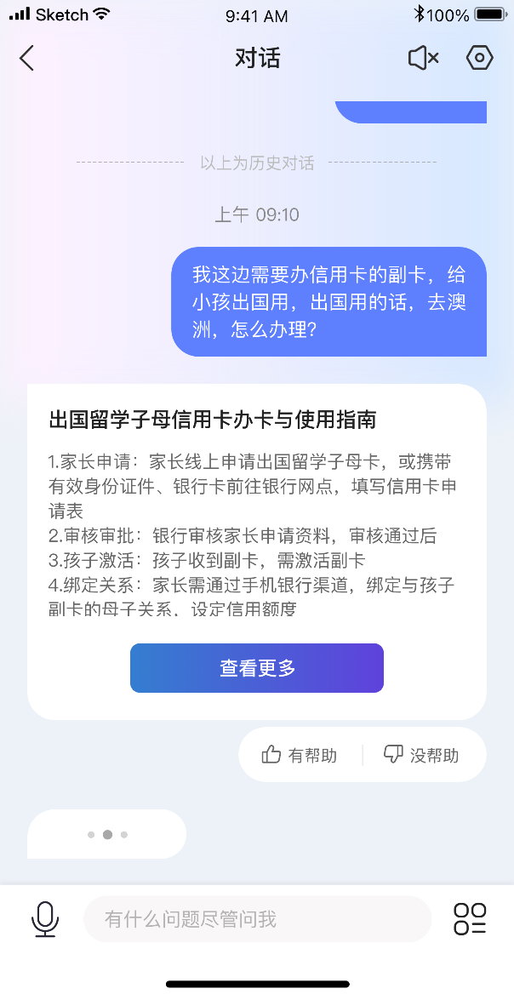 Sketch
9:41 AM
100%
对话
以上为历史对话
上午 09:10
我这边需要办信用卡的副卡，给
小孩出国用，出国用的话，去澳
洲，怎么办理?
出国留学子母信用卡办卡与使用指南
1.家长申请：家长线上申请出国留学子母卡，或携带
有效身份证件、银行卡前往银行网点，填写信用卡申
请表
2.审核审批：银行审核家长申请资料，审核通过后
3.孩子激活：孩子收到副卡，需激活副卡
4.绑定关系：家长需通过手机银行渠道，绑定与孩子
副卡的母子关系，设定信用额度
查看更多
有帮助
没帮助
有什么问题尽管问我